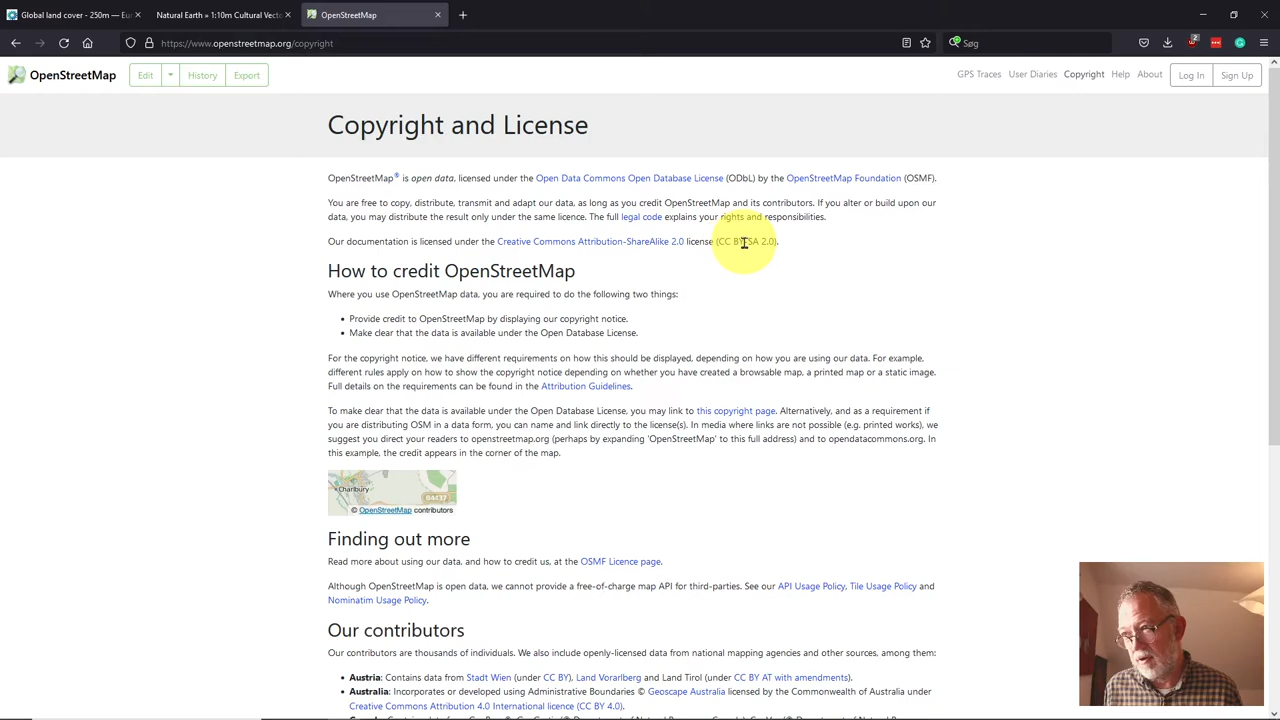 Global land cover - 250m — Eur
Natural Earth » 1:10m Cultural Vecto
OpenStreetMap
https://www.openstreetmap.org/copyright
Søg
2
OpenStreetMap
Edit
History
Export
GPS Traces
User Diaries
Copyright
Help
About
Log In
Sign Up
Copyright and License
OpenStreetMap® is open data, licensed under the Open Data Commons Open Database License (ODbL) by the OpenStreetMap Foundation (OSMF).
You are free to copy, distribute, transmit and adapt our data, as long as you credit OpenStreetMap and its contributors. If you alter or build upon our
data, you may distribute the result only under the same licence. The full legal code explains your rights and responsibilities.
Our documentation is licensed under the Creative Commons Attribution-ShareAlike 2.0 license (CC BY-SA 2.0).
How to credit OpenStreetMap
Where you use OpenStreetMap data, you are required to do the following two things:
• Provide credit to OpenStreetMap by displaying our copyright notice.
• Make clear that the data is available under the Open Database License.
For the copyright notice, we have different requirements on how this should be displayed, depending on how you are using our data. For example,
different rules apply on how to show the copyright notice depending on whether you have created a browsable map, a printed map or a static image.
Full details on the requirements can be found in the Attribution Guidelines.
To make clear that the data is available under the Open Database License, you may link to this copyright page. Alternatively, and as a requirement if
you are distributing OSM in a data form, you can name and link directly to the license(s). In media where links are not possible (e.g. printed works), we
suggest you direct your readers to openstreetmap.org (perhaps by expanding 'OpenStreetMap' to this full address) and to opendatacommons.org. In
this example, the credit appears in the corner of the map.
Charlbury
B4437
© OpenStreetMap contributors
Finding out more
Read more about using our data, and how to credit us, at the OSMF Licence page.
Although OpenStreetMap is open data, we cannot provide a free-of-charge map API for third-parties. See our API Usage Policy, Tile Usage Policy and
Nominatim Usage Policy.
Our contributors
Our contributors are thousands of individuals. We also include openly-licensed data from national mapping agencies and other sources, among them:
• Austria: Contains data from Stadt Wien (under CC BY), Land Vorarlberg and Land Tirol (under CC BY AT with amendments).
• Australia: Incorporates or developed using Administrative Boundaries © Geoscape Australia licensed by the Commonwealth of Australia under
Creative Commons Attribution 4.0 International licence (CC BY 4.0).